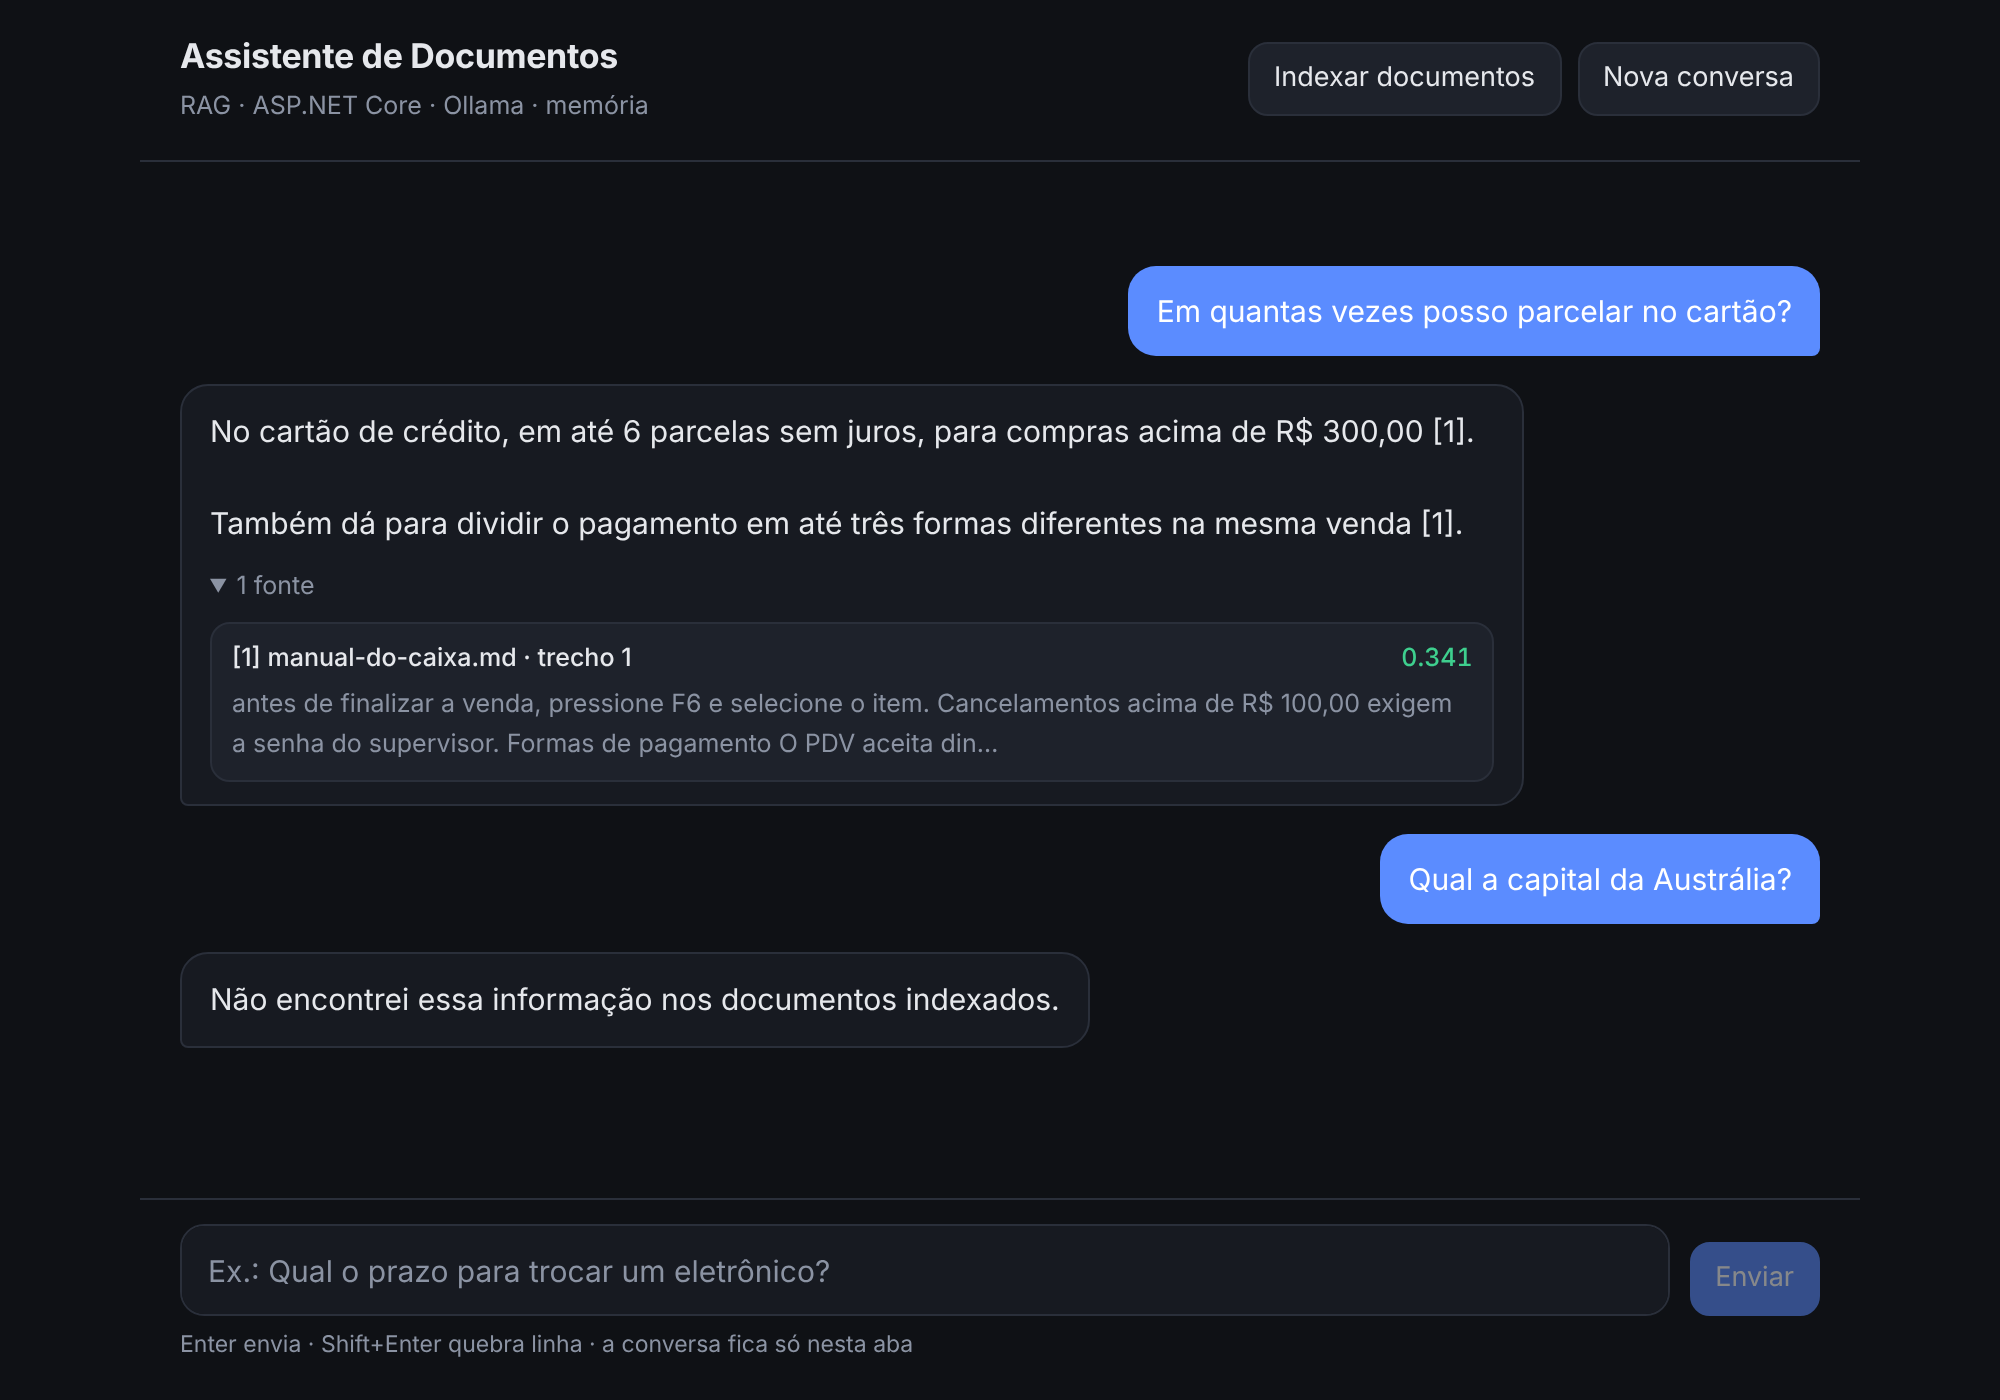 Assistente de Documentos
RAG · ASP.NET Core · Ollama · memória
Indexar documentos
Nova conversa
Em quantas vezes posso parcelar no cartão?
No cartão de crédito, em até 6 parcelas sem juros, para compras acima de R$ 300,00 [1].
Também dá para dividir o pagamento em até três formas diferentes na mesma venda [1].
▼ 1 fonte
[1] manual-do-caixa.md · trecho 1
0.341
antes de finalizar a venda, pressione F6 e selecione o item. Cancelamentos acima de R$ 100,00 exigem
a senha do supervisor. Formas de pagamento O PDV aceita din…
Qual a capital da Austrália?
Não encontrei essa informação nos documentos indexados.
Ex.: Qual o prazo para trocar um eletrônico?
Enviar
Enter envia · Shift+Enter quebra linha · a conversa fica só nesta aba